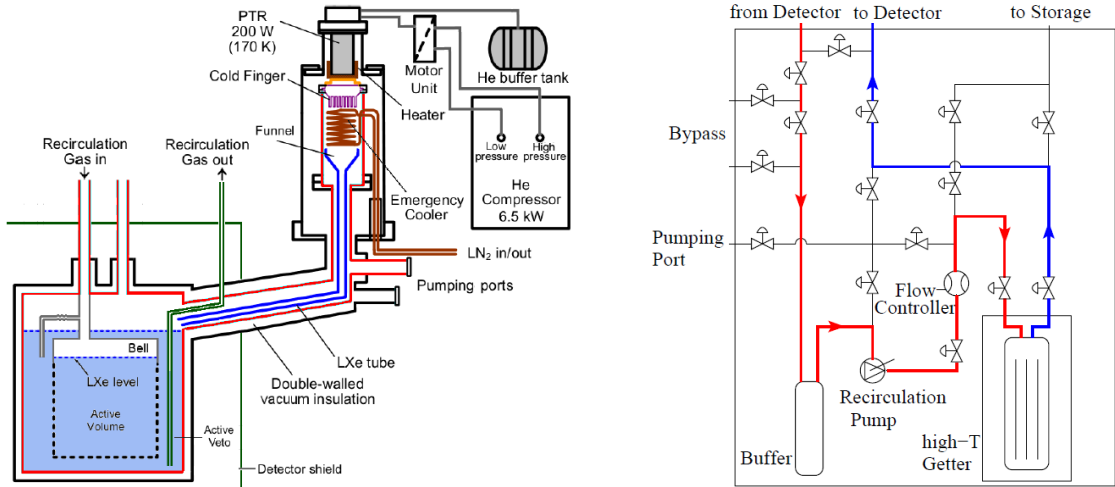 PTR
200 W
(170 K)
Motor
Unit
He buffer tank
Cold Finger
Heater
Funnel
Low
pressure
High
pressure
He
Compressor
6.5 kW
Emergency
Cooler
LN₂ in/out
Pumping ports
Recirculation
Gas in
Recirculation
Gas out
Bell
LXe level
Active
Volume
Active
Veto
LXe tube
Double-walled
vacuum insulation
Detector shield
from Detector
to Detector
to Storage
Bypass
Pumping
Port
Flow−
Controller
Recirculation
Pump
Buffer
high−T
Getter